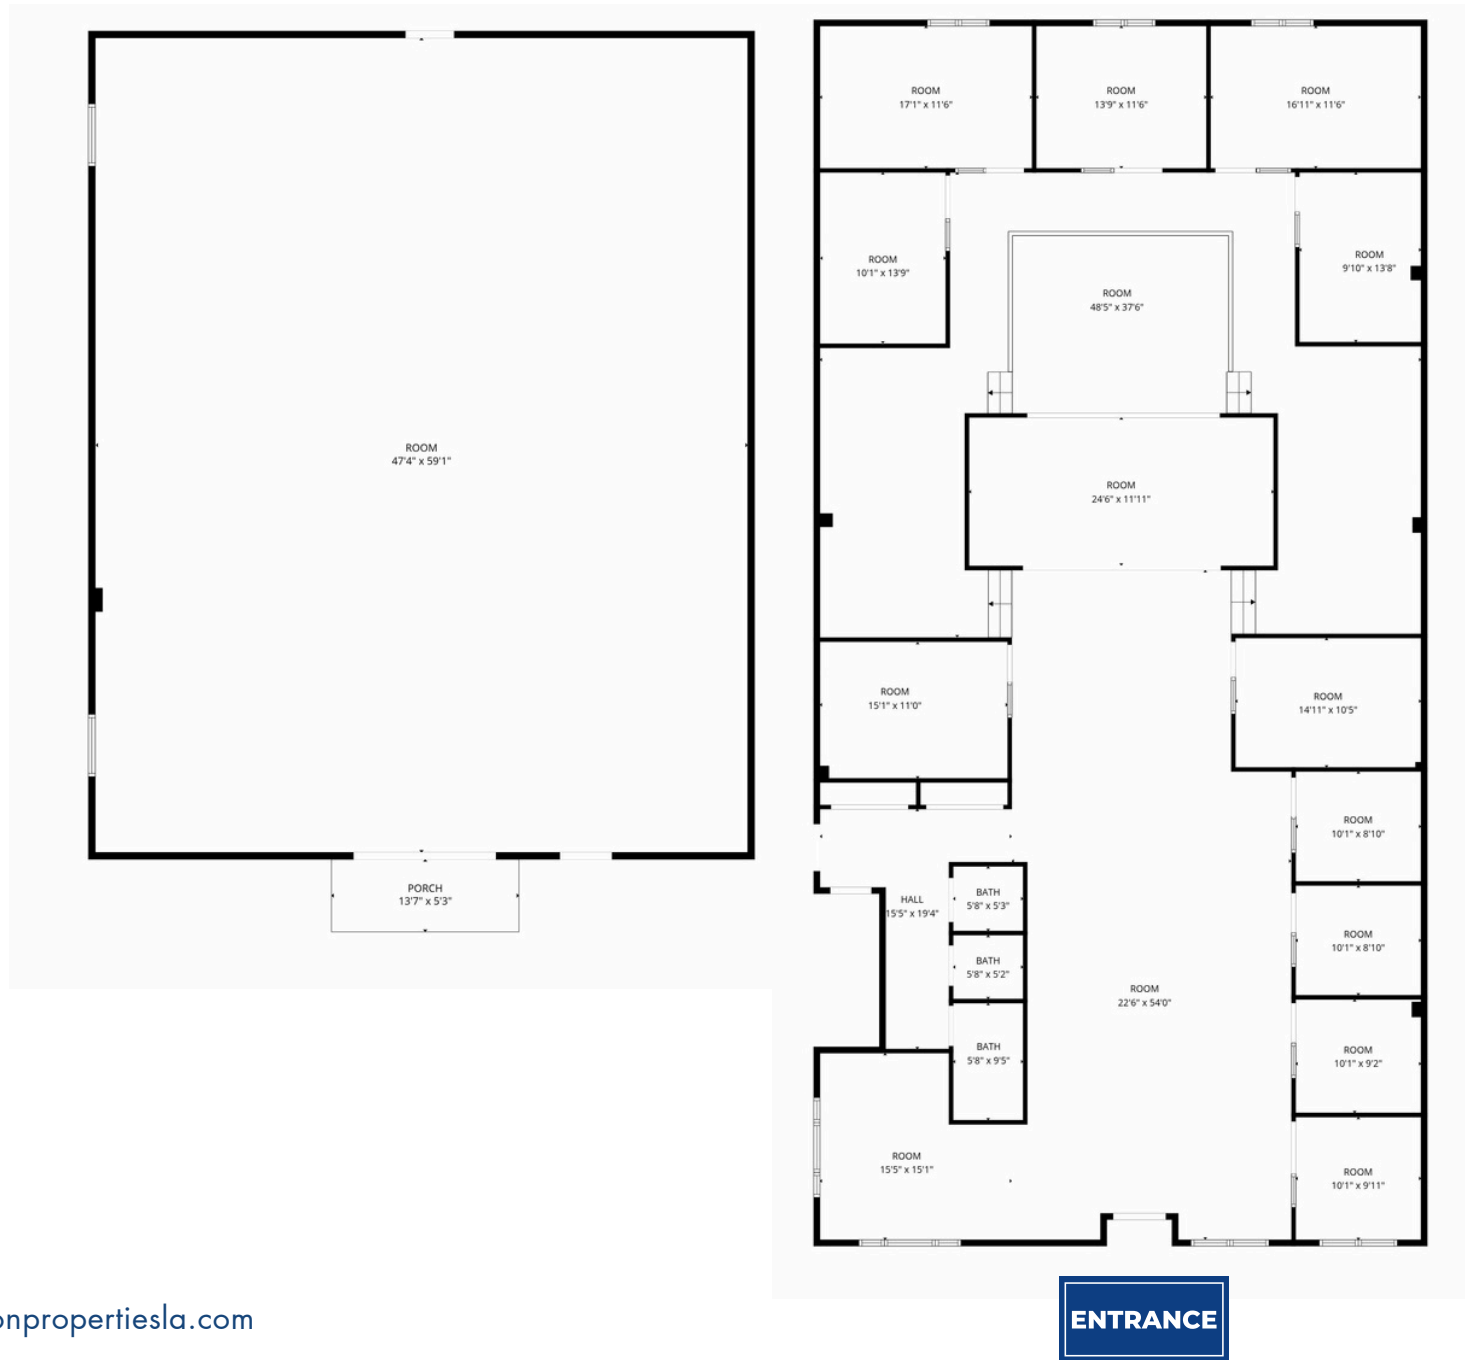 ROOM
47'4" x 59'1"
PORCH
13'7" x 5'3"
ROOM
17'1" x 11'6"
ROOM
13'9" x 11'6"
ROOM
16'11" x 11'6"
ROOM
10'1" x 13'9"
ROOM
9'10" x 13'8"
ROOM
48'5" x 37'6"
ROOM
24'6" x 11'11"
ROOM
15'1" x 11'0"
ROOM
14'11" x 10'5"
ROOM
10'1" x 8'10"
BATH
5'8" x 5'3"
HALL
15'5" x 19'4"
ROOM
10'1" x 8'10"
BATH
5'8" x 5'2"
ROOM
22'6" x 54'0"
BATH
5'8" x 9'5"
ROOM
10'1" x 9'2"
ROOM
15'5" x 15'1"
ROOM
10'1" x 9'11"
onpropertiesla.com
ENTRANCE